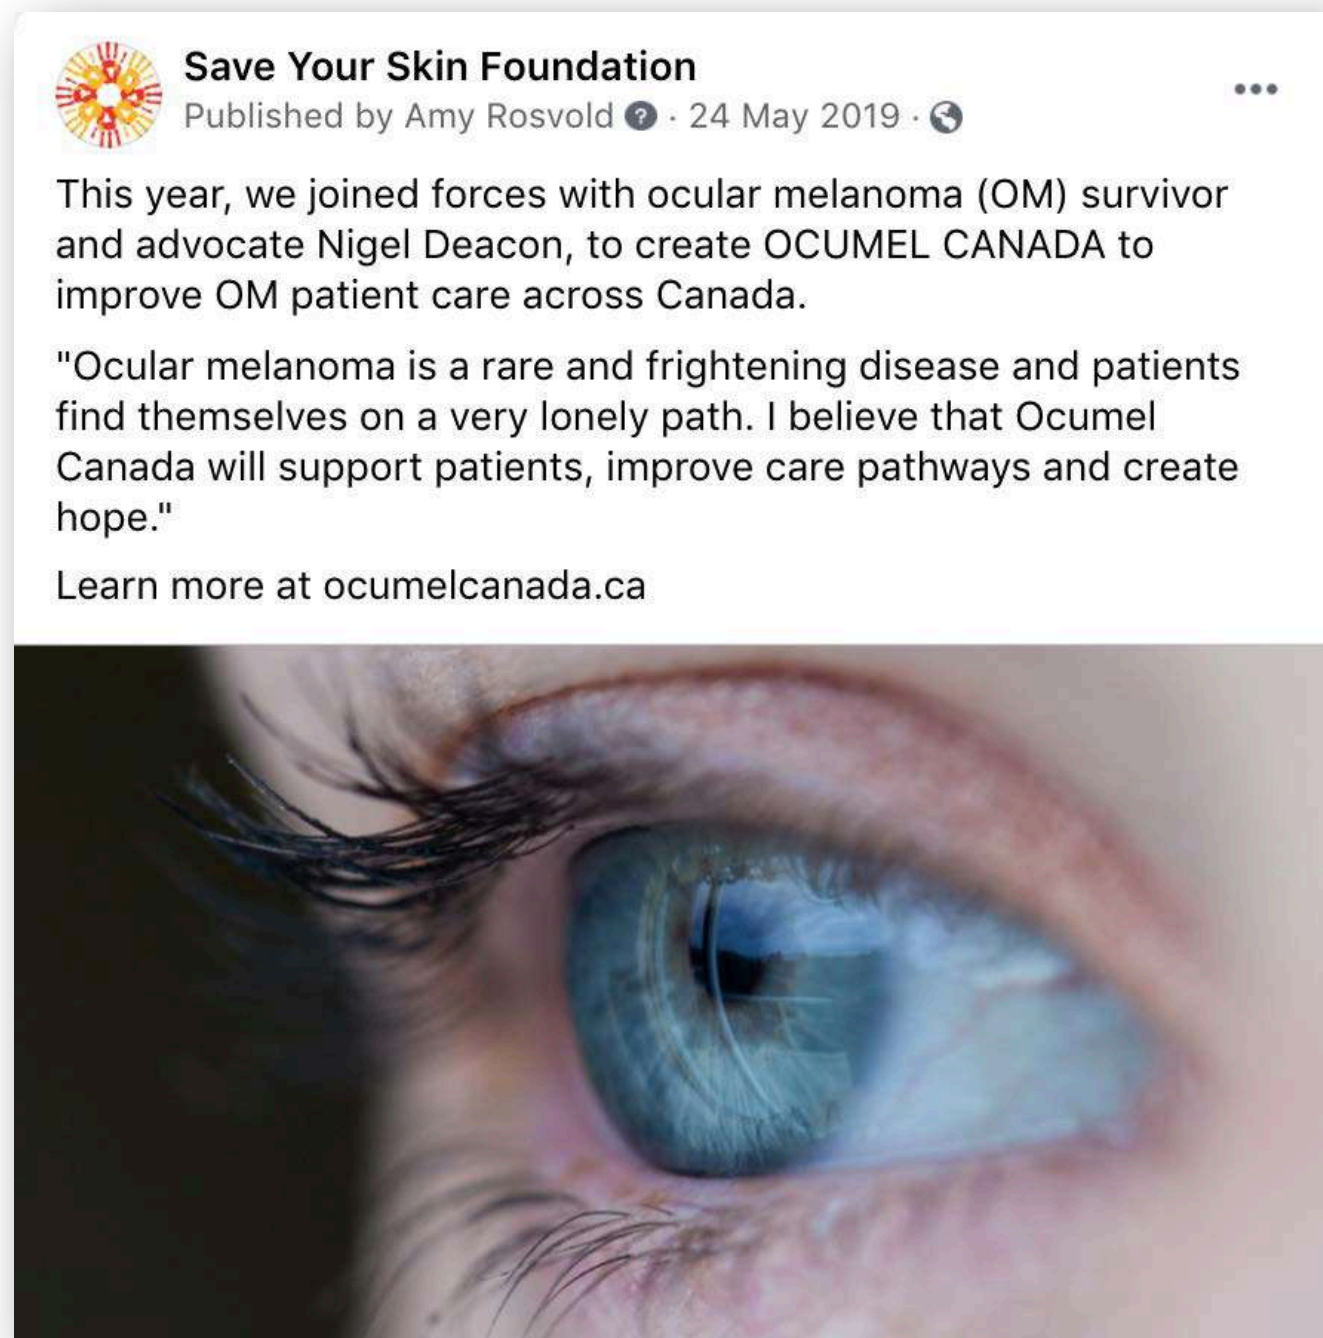 Save Your Skin Foundation
Published by Amy Rosvold · 24 May 2019 ·
This year, we joined forces with ocular melanoma (OM) survivor
and advocate Nigel Deacon, to create OCUMEL CANADA to
improve OM patient care across Canada.
"Ocular melanoma is a rare and frightening disease and patients
find themselves on a very lonely path. I believe that Ocumel
Canada will support patients, improve care pathways and create
hope."
Learn more at ocumelcanada.ca